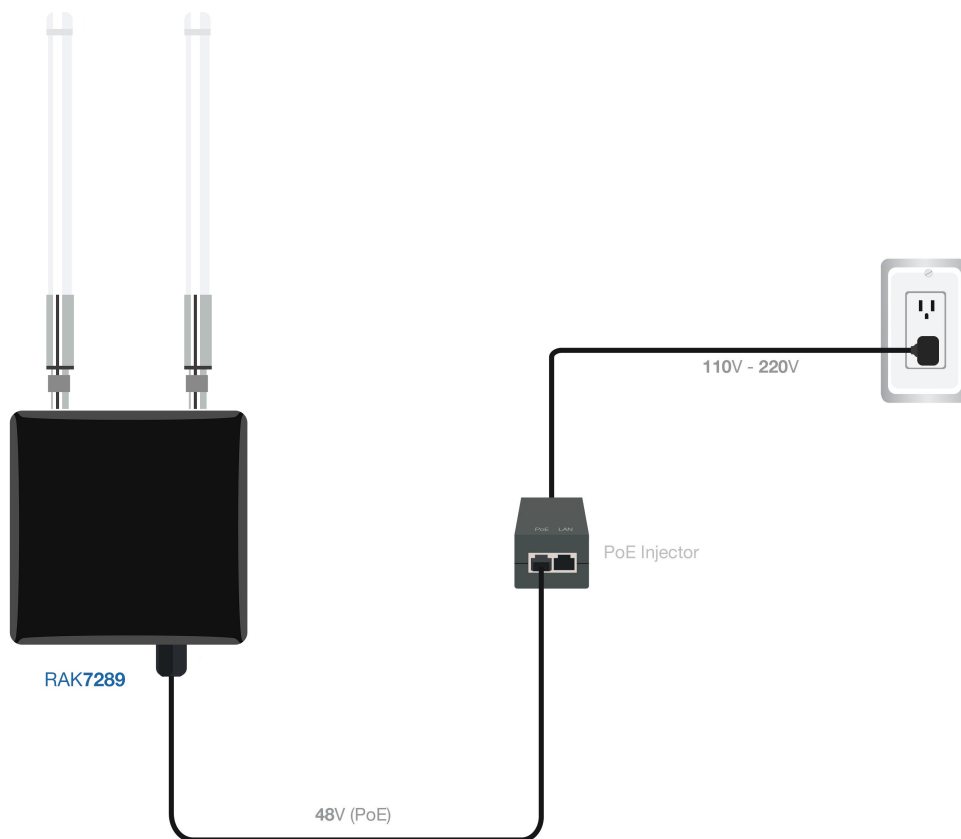 110V - 220V
PoE LAN
PoE Injector
RAK7289
48V (PoE)